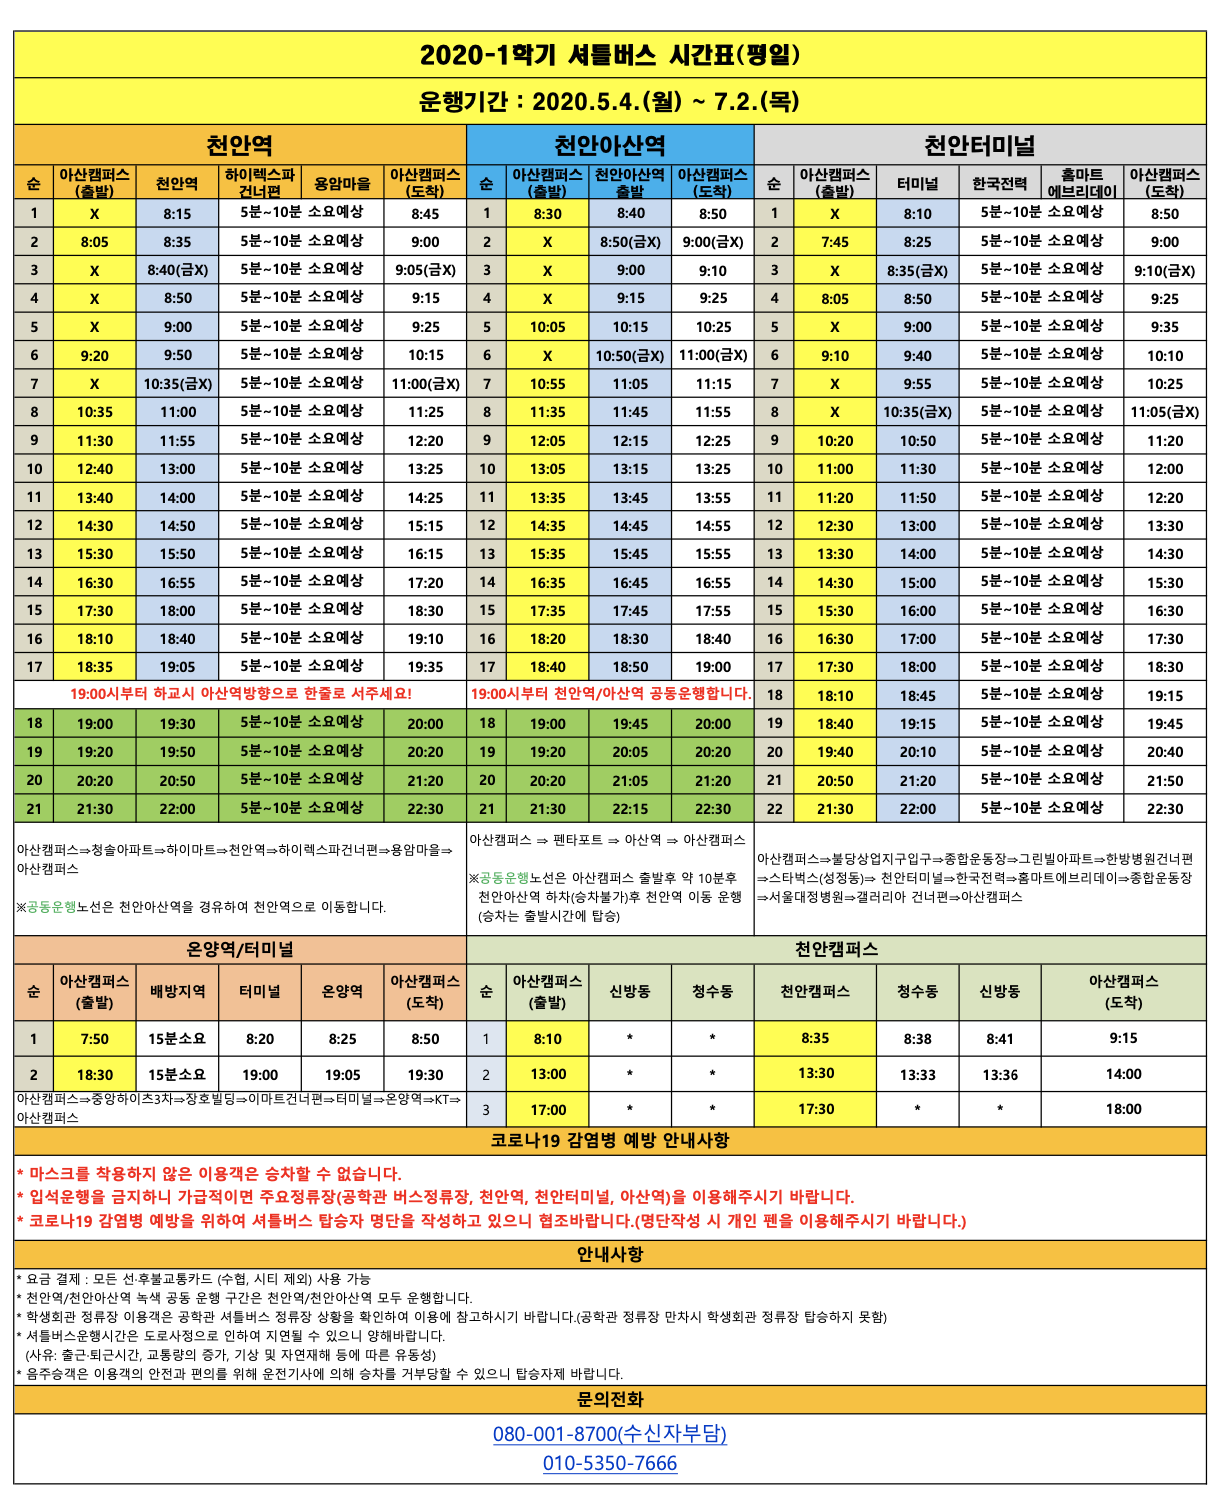 2020-1학기 셔틀버스 시간표(평일)
운행기간 : 2020.5.4.(월) ~ 7.2.(목)
천안역 천안아산역 천안터미널
순 아산캠퍼스(출발) 천안역 하이렉스파건너편 용암마을 아산캠퍼스(도착) 순 아산캠퍼스(출발) 천안아산역출발 아산캠퍼스(도착) 순 아산캠퍼스(출발) 터미널 한국전력 홈마트에브리데이 아산캠퍼스(도착)
1 X 8:15 5분~10분 소요예상 8:45 1 8:30 8:40 8:50 1 X 8:10 5분~10분 소요예상 8:50
2 8:05 8:35 5분~10분 소요예상 9:00 2 X 8:50(금X) 9:00(금X) 2 7:45 8:25 5분~10분 소요예상 9:00
3 X 8:40(금X) 5분~10분 소요예상 9:05(금X) 3 X 9:00 9:10 3 X 8:35(금X) 5분~10분 소요예상 9:10(금X)
4 X 8:50 5분~10분 소요예상 9:15 4 X 9:15 9:25 4 8:05 8:50 5분~10분 소요예상 9:25
5 X 9:00 5분~10분 소요예상 9:25 5 10:05 10:15 10:25 5 X 9:00 5분~10분 소요예상 9:35
6 9:20 9:50 5분~10분 소요예상 10:15 6 X 10:50(금X) 11:00(금X) 6 9:10 9:40 5분~10분 소요예상 10:10
7 X 10:35(금X) 5분~10분 소요예상 11:00(금X) 7 10:55 11:05 11:15 7 X 9:55 5분~10분 소요예상 10:25
8 10:35 11:00 5분~10분 소요예상 11:25 8 11:35 11:45 11:55 8 X 10:35(금X) 5분~10분 소요예상 11:05(금X)
9 11:30 11:55 5분~10분 소요예상 12:20 9 12:05 12:15 12:25 9 10:20 10:50 5분~10분 소요예상 11:20
10 12:40 13:00 5분~10분 소요예상 13:25 10 13:05 13:15 13:25 10 11:00 11:30 5분~10분 소요예상 12:00
11 13:40 14:00 5분~10분 소요예상 14:25 11 13:35 13:45 13:55 11 11:20 11:50 5분~10분 소요예상 12:20
12 14:30 14:50 5분~10분 소요예상 15:15 12 14:35 14:45 14:55 12 12:30 13:00 5분~10분 소요예상 13:30
13 15:30 15:50 5분~10분 소요예상 16:15 13 15:35 15:45 15:55 13 13:30 14:00 5분~10분 소요예상 14:30
14 16:30 16:55 5분~10분 소요예상 17:20 14 16:35 16:45 16:55 14 14:30 15:00 5분~10분 소요예상 15:30
15 17:30 18:00 5분~10분 소요예상 18:30 15 17:35 17:45 17:55 15 15:30 16:00 5분~10분 소요예상 16:30
16 18:10 18:40 5분~10분 소요예상 19:10 16 18:20 18:30 18:40 16 16:30 17:00 5분~10분 소요예상 17:30
17 18:35 19:05 5분~10분 소요예상 19:35 17 18:40 18:50 19:00 17 17:30 18:00 5분~10분 소요예상 18:30
19:00시부터 하교시 아산역방향으로 한줄로 서주세요! 19:00시부터 천안역/아산역 공동운행합니다. 18 18:10 18:45 5분~10분 소요예상 19:15
18 19:00 19:30 5분~10분 소요예상 20:00 18 19:00 19:45 20:00 19 18:40 19:15 5분~10분 소요예상 19:45
19 19:20 19:50 5분~10분 소요예상 20:20 19 19:20 20:05 20:20 20 19:40 20:10 5분~10분 소요예상 20:40
20 20:20 20:50 5분~10분 소요예상 21:20 20 20:20 21:05 21:20 21 20:50 21:20 5분~10분 소요예상 21:50
21 21:30 22:00 5분~10분 소요예상 22:30 21 21:30 22:15 22:30 22 21:30 22:00 5분~10분 소요예상 22:30
아산캠퍼스⇒청솔아파트⇒하이마트⇒천안역⇒하이렉스파건너편⇒용암마을⇒
아산캠퍼스
※공동운행노선은 천안아산역을 경유하여 천안역으로 이동합니다.
아산캠퍼스 ⇒ 펜타포트 ⇒ 아산역 ⇒ 아산캠퍼스
※공동운행노선은 아산캠퍼스 출발후 약 10분후
천안아산역 하차(승차불가)후 천안역 이동 운행
(승차는 출발시간에 탑승)
아산캠퍼스⇒불당상업지구입구⇒종합운동장⇒그린빌아파트⇒한방병원건너편
⇒스타벅스(성정동)⇒ 천안터미널⇒한국전력⇒홈마트에브리데이⇒종합운동장
⇒서울대정병원⇒갤러리아 건너편⇒아산캠퍼스
온양역/터미널 천안캠퍼스
순 아산캠퍼스(출발) 배방지역 터미널 온양역 아산캠퍼스(도착) 순 아산캠퍼스(출발) 신방동 청수동 천안캠퍼스 청수동 신방동 아산캠퍼스(도착)
1 7:50 15분소요 8:20 8:25 8:50 1 8:10 * * 8:35 8:38 8:41 9:15
2 18:30 15분소요 19:00 19:05 19:30 2 13:00 * * 13:30 13:33 13:36 14:00
아산캠퍼스⇒중앙하이츠3차⇒장호빌딩⇒이마트건너편⇒터미널⇒온양역⇒KT⇒
아산캠퍼스
3 17:00 * * 17:30 * * 18:00
코로나19 감염병 예방 안내사항
* 마스크를 착용하지 않은 이용객은 승차할 수 없습니다.
* 입석운행을 금지하니 가급적이면 주요정류장(공학관 버스정류장, 천안역, 천안터미널, 아산역)을 이용해주시기 바랍니다.
* 코로나19 감염병 예방을 위하여 셔틀버스 탑승자 명단을 작성하고 있으니 협조바랍니다.(명단작성 시 개인 펜을 이용해주시기 바랍니다.)
안내사항
* 요금 결제 : 모든 선·후불교통카드 (수협, 시티 제외) 사용 가능
* 천안역/천안아산역 녹색 공동 운행 구간은 천안역/천안아산역 모두 운행합니다.
* 학생회관 정류장 이용객은 공학관 셔틀버스 정류장 상황을 확인하여 이용에 참고하시기 바랍니다.(공학관 정류장 만차시 학생회관 정류장 탑승하지 못함)
* 셔틀버스운행시간은 도로사정으로 인하여 지연될 수 있으니 양해바랍니다.
(사유: 출근·퇴근시간, 교통량의 증가, 기상 및 자연재해 등에 따른 유동성)
* 음주승객은 이용객의 안전과 편의를 위해 운전기사에 의해 승차를 거부당할 수 있으니 탑승자제 바랍니다.
문의전화
080-001-8700(수신자부담)
010-5350-7666